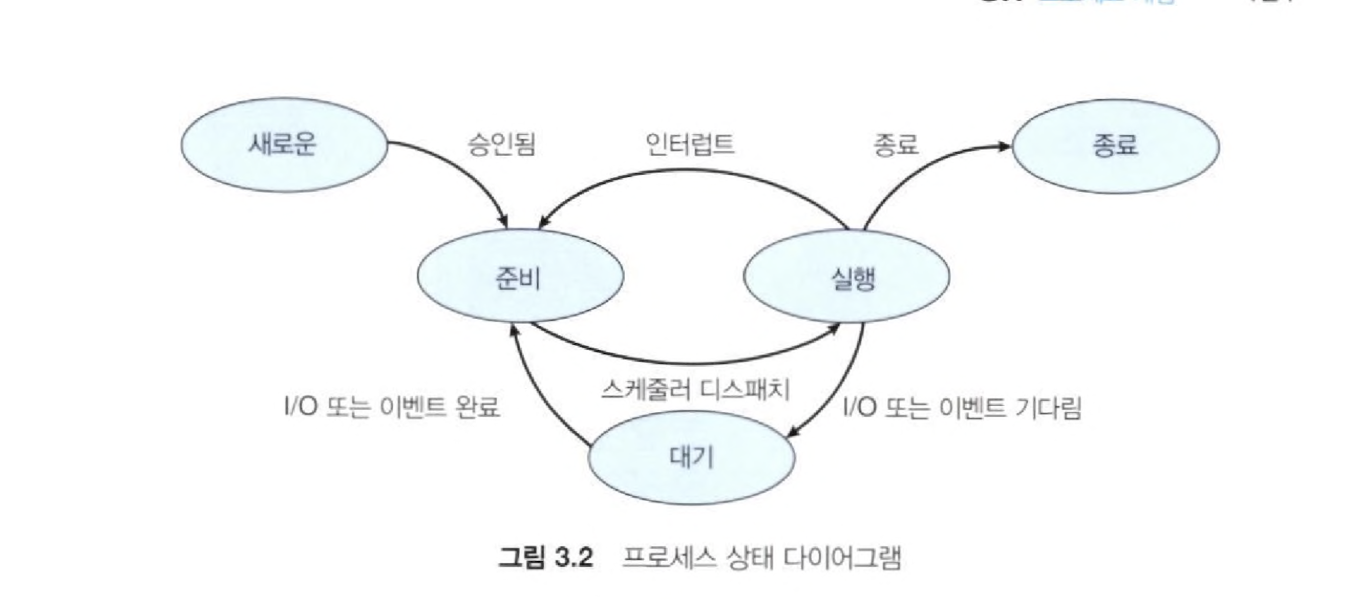 새로운
승인됨
인터럽트
종료
종료
준비
실행
스케줄러 디스패치
I/O 또는 이벤트 완료
I/O 또는 이벤트 기다림
대기
그림 3.2 프로세스 상태 다이어그램